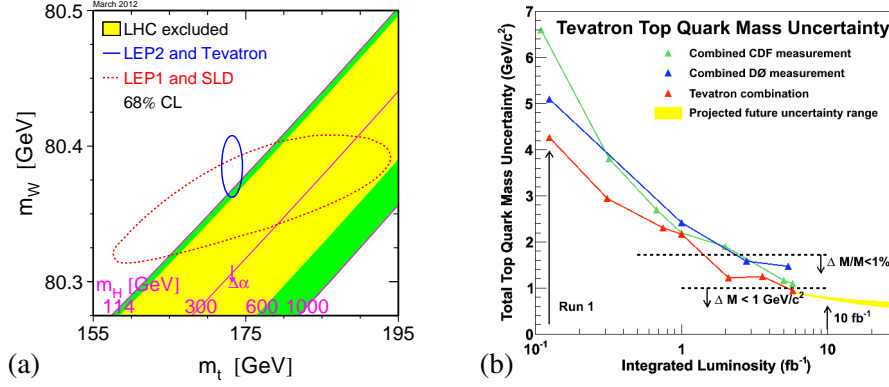 March 2012
80.5
80.4
80.3
m_W [GeV]
LHC excluded
LEP2 and Tevatron
LEP1 and SLD
68% CL
m_H [GeV]
114 300 600 1000
Δα
155 175 195
m_t [GeV]
(a)
Tevatron Top Quark Mass Uncertainty
Total Top Quark Mass Uncertainty (GeV/c²)
7
6
5
4
3
2
1
0
Combined CDF measurement
Combined DØ measurement
Tevatron combination
Projected future uncertainty range
Δ M/M<1%
Δ M < 1 GeV/c²
Run 1
10 fb⁻¹
10⁻¹ 1 10
Integrated Luminosity (fb⁻¹)
(b)